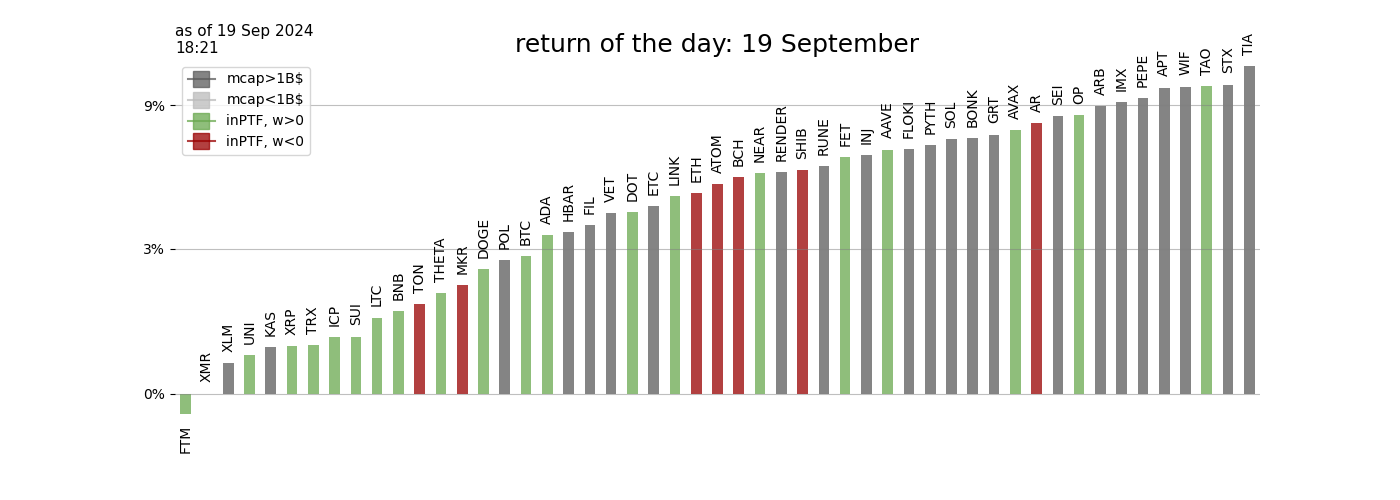 as of 19 Sep 2024
18:21
return of the day: 19 September
mcap>1B$
mcap<1B$
inPTF, w>0
inPTF, w<0
9%
3%
0%
FTM
XMR
XLM
UNI
KAS
XRP
TRX
ICP
SUI
LTC
BNB
TON
THETA
MKR
DOGE
POL
BTC
ADA
HBAR
FIL
VET
DOT
ETC
LINK
ETH
ATOM
BCH
NEAR
RENDER
SHIB
RUNE
FET
INJ
AAVE
FLOKI
PYTH
SOL
BONK
GRT
AVAX
AR
SEI
OP
ARB
IMX
PEPE
APT
WIF
TAO
STX
TIA